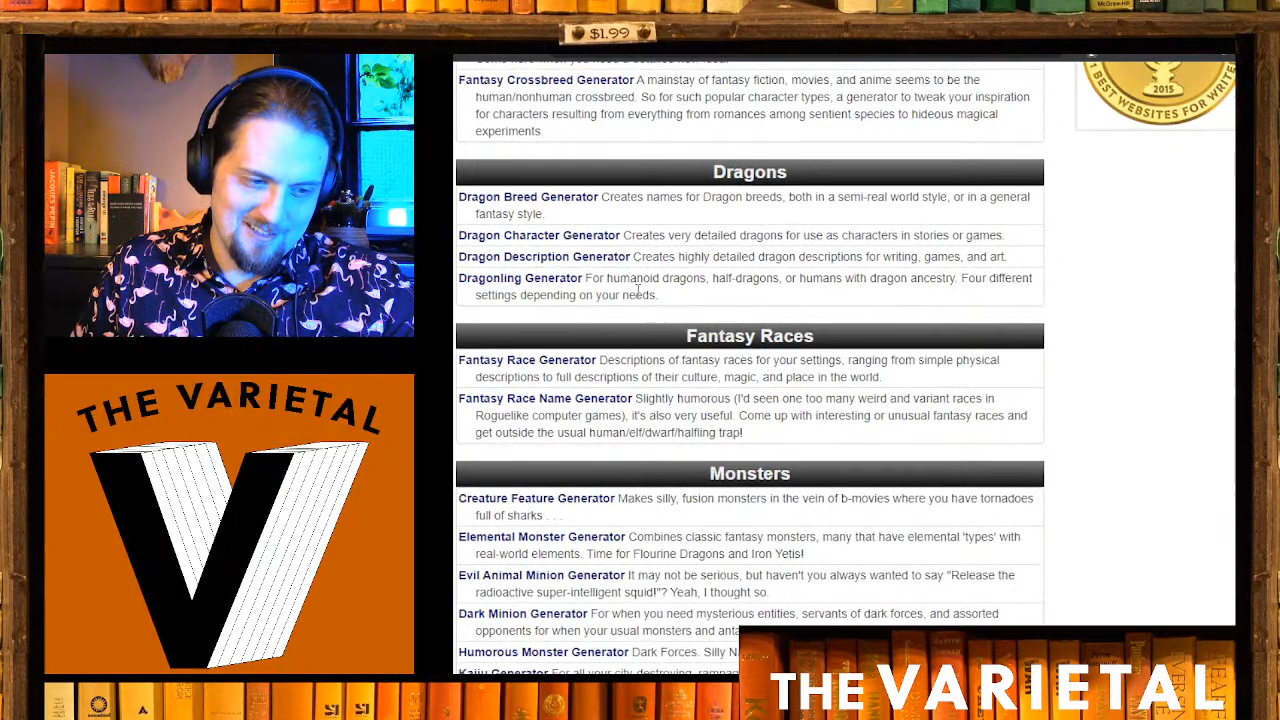 $1.99
McGraw-Hill
JACQUES PEPIN
2015
1 BEST WEBSITES FOR WRITE
Fantasy Crossbreed Generator A mainstay of fantasy fiction, movies, and anime seems to be the
human/nonhuman crossbreed. So for such popular character types, a generator to tweak your inspiration
for characters resulting from everything from romances among sentient species to hideous magical
experiments.
Dragons
Dragon Breed Generator Creates names for Dragon breeds, both in a semi-real world style, or in a general
fantasy style.
Dragon Character Generator Creates very detailed dragons for use as characters in stories or games.
Dragon Description Generator Creates highly detailed dragon descriptions for writing, games, and art.
Dragonling Generator For humanoid dragons, half-dragons, or humans with dragon ancestry. Four different
settings depending on your needs.
Fantasy Races
Fantasy Race Generator Descriptions of fantasy races for your settings, ranging from simple physical
descriptions to full descriptions of their culture, magic, and place in the world.
Fantasy Race Name Generator Slightly humorous (I'd seen one too many weird and variant races in
Roguelike computer games), it's also very useful. Come up with interesting or unusual fantasy races and
get outside the usual human/elf/dwarf/halfling trap!
Monsters
Creature Feature Generator Makes silly, fusion monsters in the vein of b-movies where you have tornadoes
full of sharks . . .
Elemental Monster Generator Combines classic fantasy monsters, many that have elemental 'types' with
real-world elements. Time for Flourine Dragons and Iron Yetis!
Evil Animal Minion Generator It may not be serious, but haven't you always wanted to say "Release the
radioactive super-intelligent squid!"? Yeah, I thought so.
Dark Minion Generator For when you need mysterious entities, servants of dark forces, and assorted
opponents for when your usual monsters and anta
Humorous Monster Generator Dark Forces. Silly N
Kaiju Generator For all your city-destroying, rampag
THE VARIETAL
THE VARIETAL